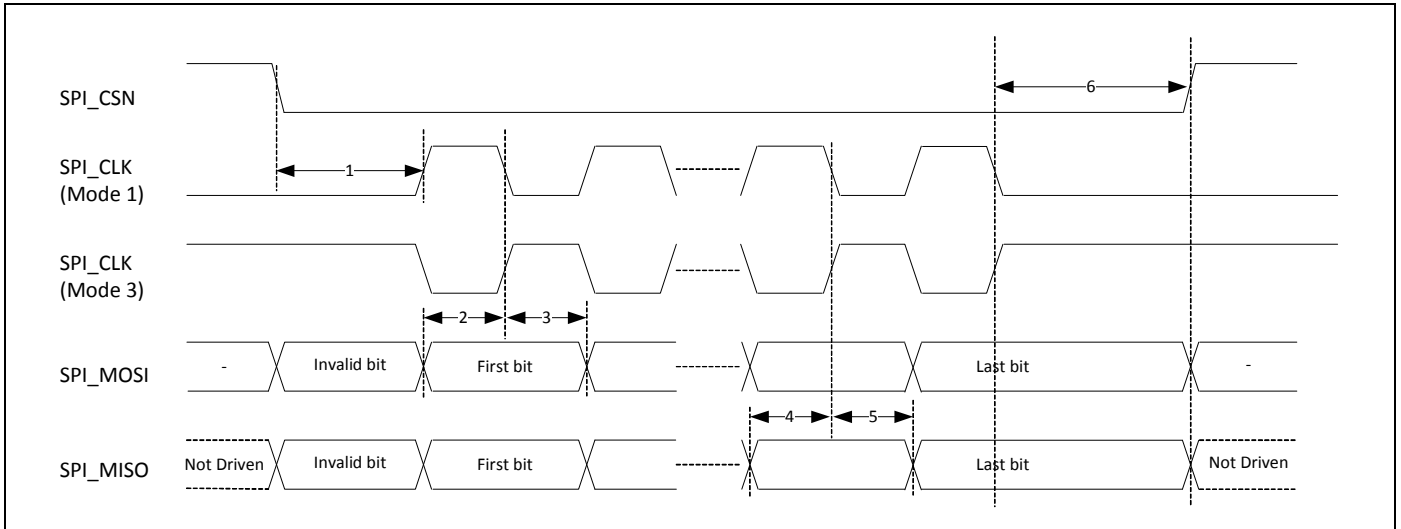 SPI_CSN
6
SPI_CLK
(Mode 1)
1
SPI_CLK
(Mode 3)
2
3
SPI_MOSI
-
Invalid bit
First bit
Last bit
-
4
5
SPI_MISO
Not Driven
Invalid bit
First bit
Last bit
Not Driven